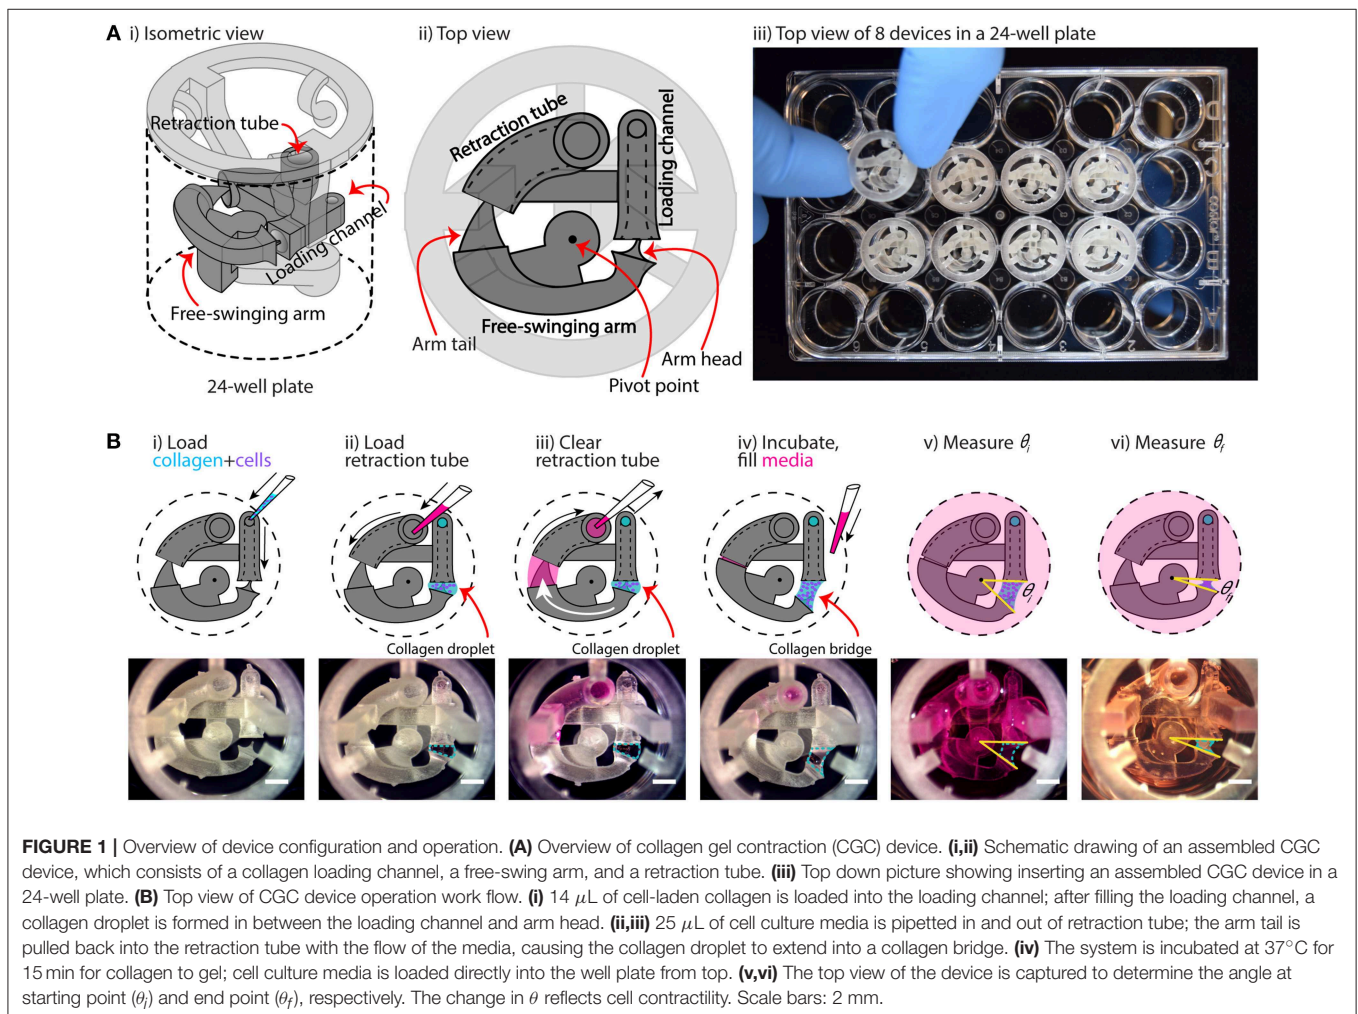 A i) Isometric view
ii) Top view
iii) Top view of 8 devices in a 24-well plate
Retraction tube
Loading channel
Free-swinging arm
24-well plate
Retraction tube
Loading channel
Free-swinging arm
Arm tail
Arm head
Pivot point
B i) Load
collagen+cells
ii) Load
retraction tube
iii) Clear
retraction tube
iv) Incubate,
fill media
v) Measure θi
vi) Measure θf
θi
θf
Collagen droplet
Collagen droplet
Collagen bridge
FIGURE 1 | Overview of device configuration and operation. (A) Overview of collagen gel contraction (CGC) device. (i,ii) Schematic drawing of an assembled CGC
device, which consists of a collagen loading channel, a free-swing arm, and a retraction tube. (iii) Top down picture showing inserting an assembled CGC device in a
24-well plate. (B) Top view of CGC device operation work flow. (i) 14 μL of cell-laden collagen is loaded into the loading channel; after filling the loading channel, a
collagen droplet is formed in between the loading channel and arm head. (ii,iii) 25 μL of cell culture media is pipetted in and out of retraction tube; the arm tail is
pulled back into the retraction tube with the flow of the media, causing the collagen droplet to extend into a collagen bridge. (iv) The system is incubated at 37°C for
15 min for collagen to gel; cell culture media is loaded directly into the well plate from top. (v,vi) The top view of the device is captured to determine the angle at
starting point (θi) and end point (θf), respectively. The change in θ reflects cell contractility. Scale bars: 2 mm.